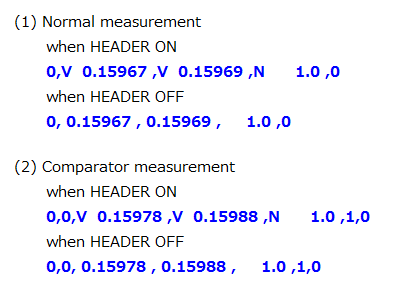 (1) Normal measurement
when HEADER ON
0,V  0.15967 ,V  0.15969 ,N      1.0 ,0
when HEADER OFF
0, 0.15967 , 0.15969 ,     1.0 ,0
(2) Comparator measurement
when HEADER ON
0,0,V  0.15978 ,V  0.15988 ,N      1.0 ,1,0
when HEADER OFF
0,0, 0.15978 , 0.15988 ,     1.0 ,1,0